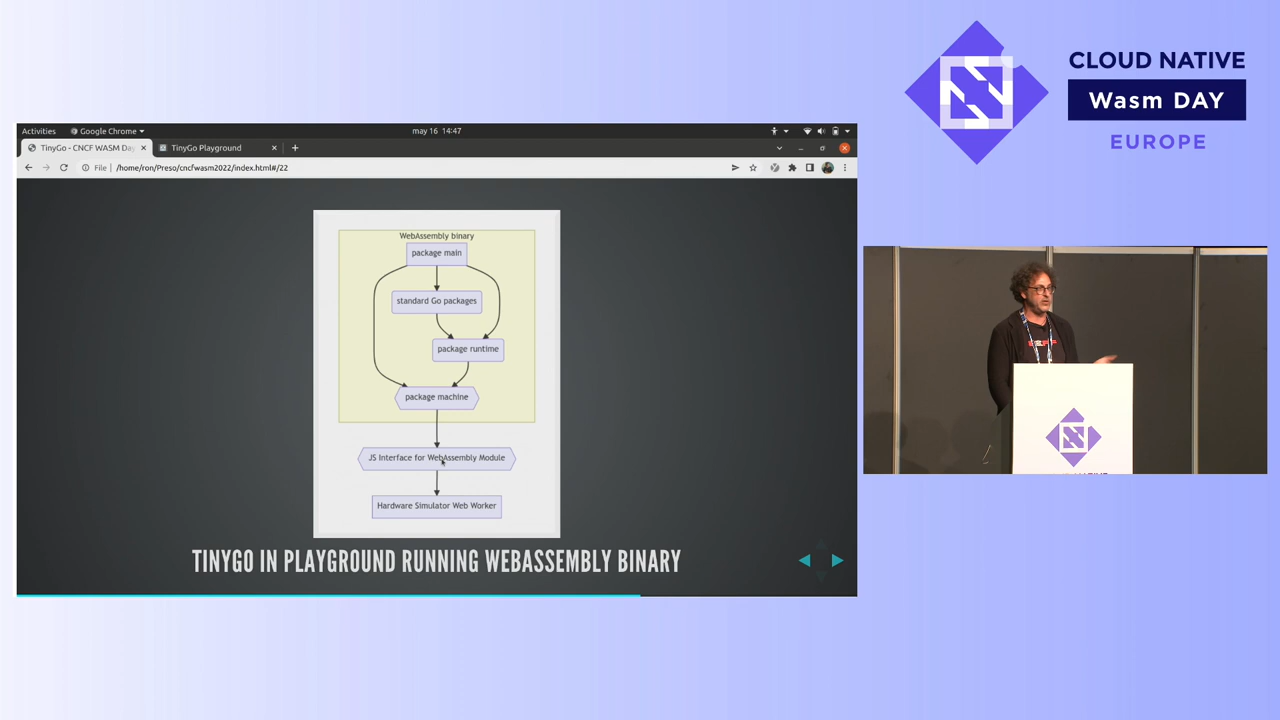 CLOUD NATIVE
Wasm DAY
EUROPE
Activities
Google Chrome
may 16 14:47
TinyGo - CNCF WASM Da
TinyGo Playground
File
/home/ron/Preso/cncfwasm2022/index.html#/22
WebAssembly binary
package main
standard Go packages
package runtime
package machine
JS Interface for WebAssembly Module
Hardware Simulator Web Worker
TINYGO IN PLAYGROUND RUNNING WEBASSEMBLY BINARY